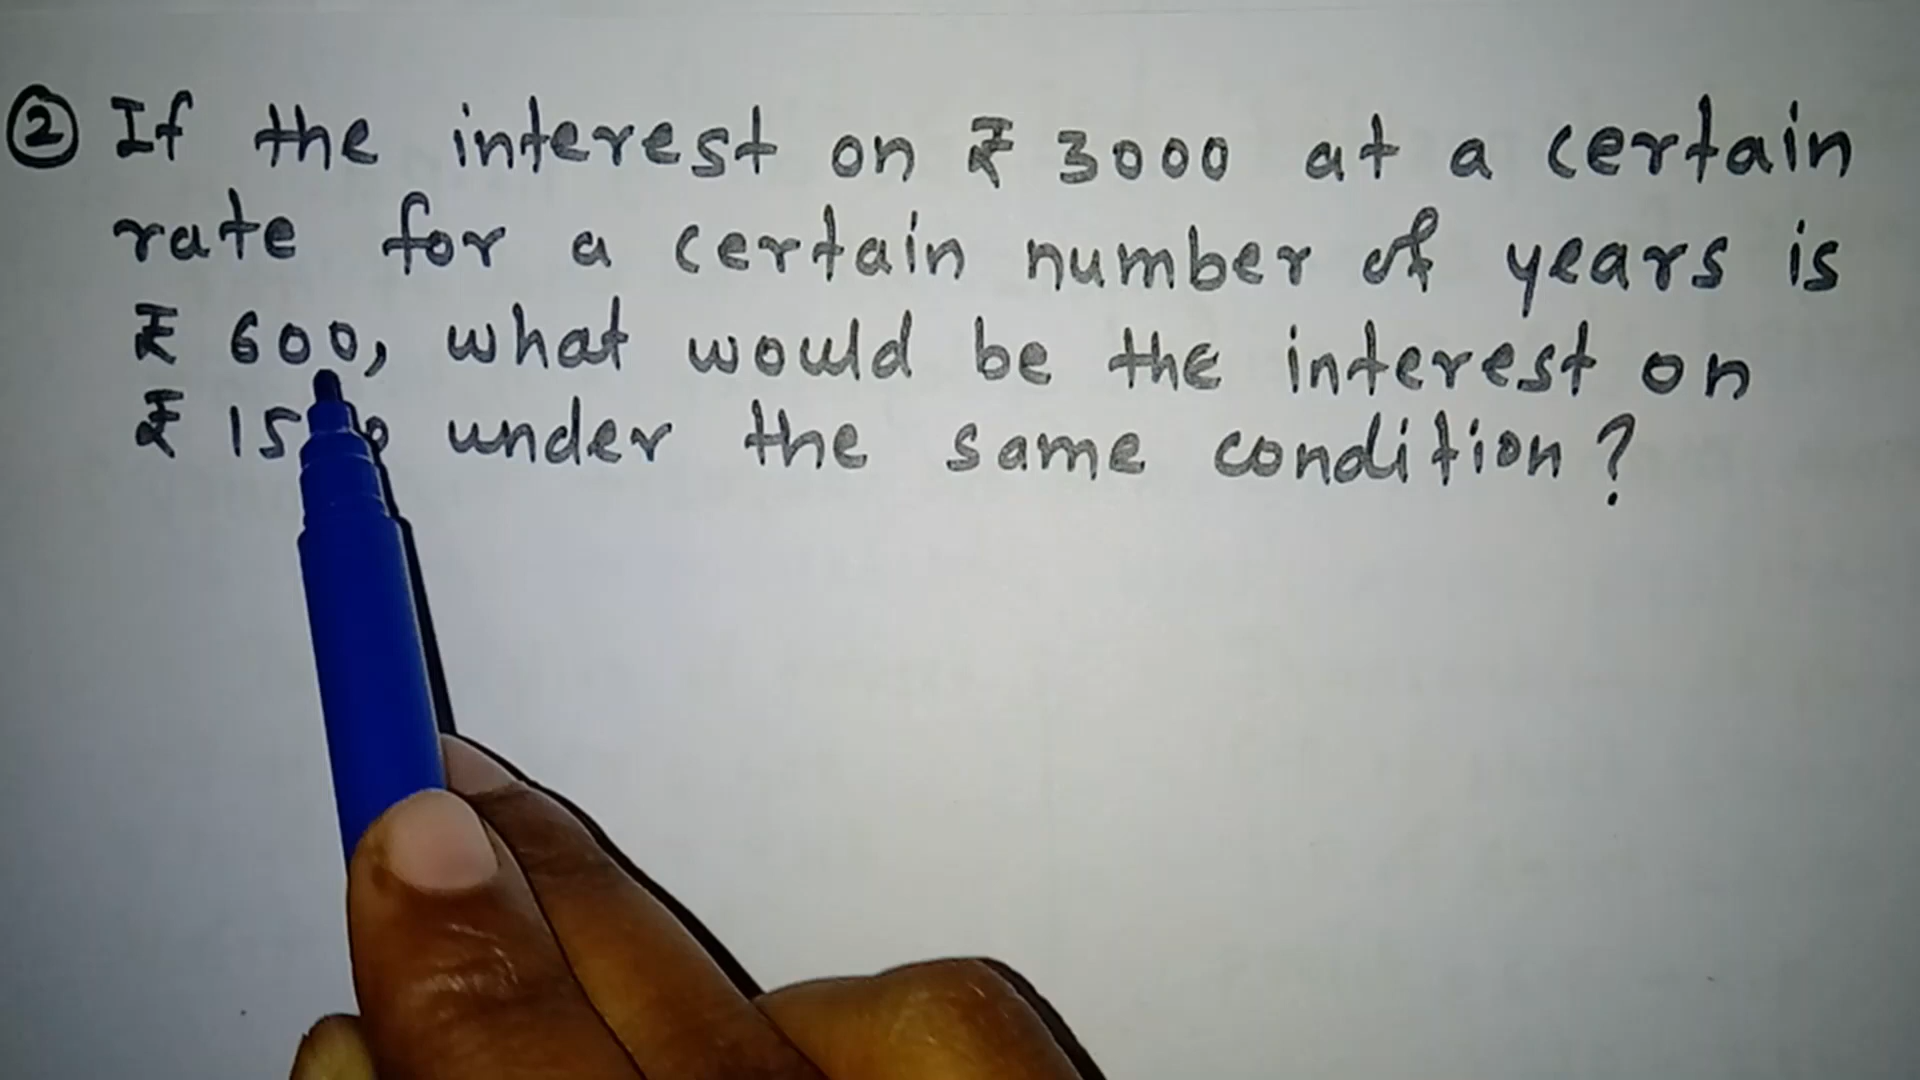 ② If the interest on ₹ 3000 at a certain
rate for a certain number of years is
₹ 600, what would be the interest on
₹ under the same condition?